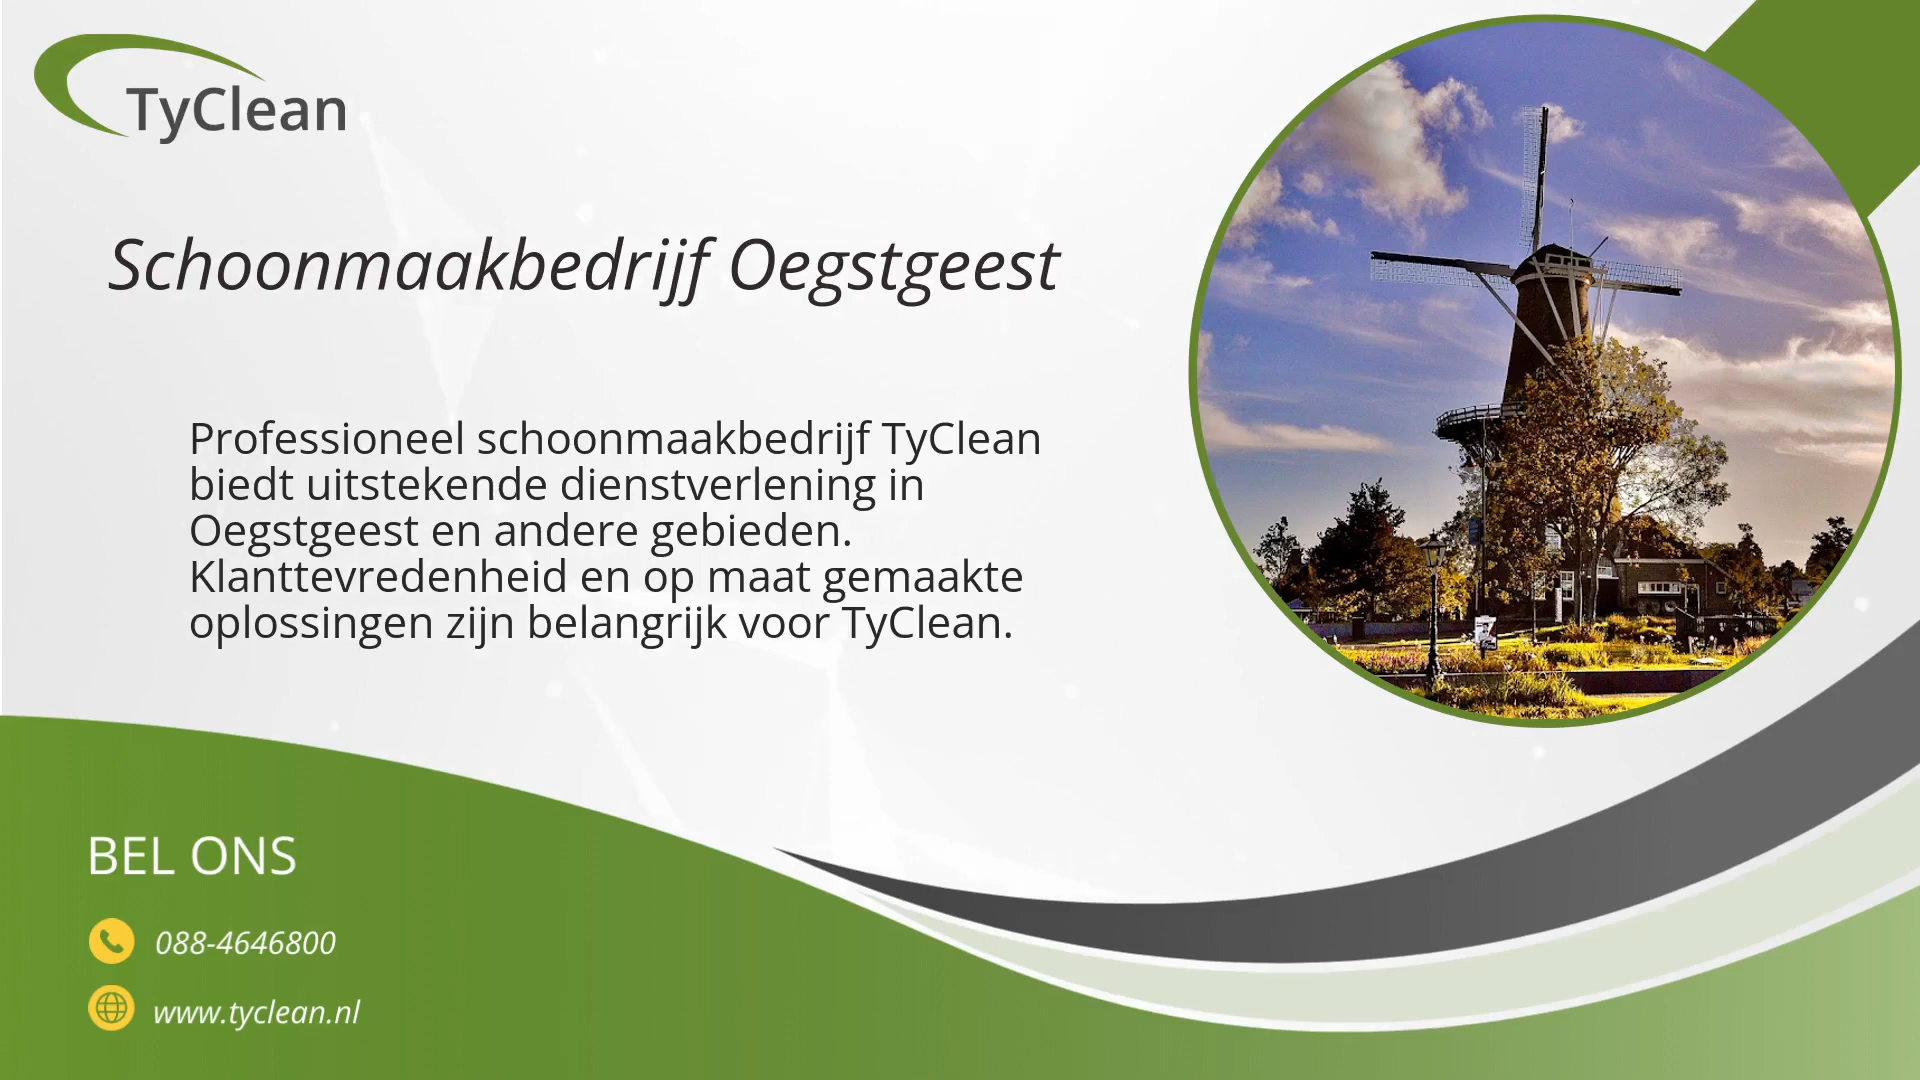 TyClean
Schoonmaakbedrijf Oegstgeest
Professioneel schoonmaakbedrijf TyClean
biedt uitstekende dienstverlening in
Oegstgeest en andere gebieden.
Klanttevredenheid en op maat gemaakte
oplossingen zijn belangrijk voor TyClean.
BEL ONS
088-4646800
www.tyclean.nl